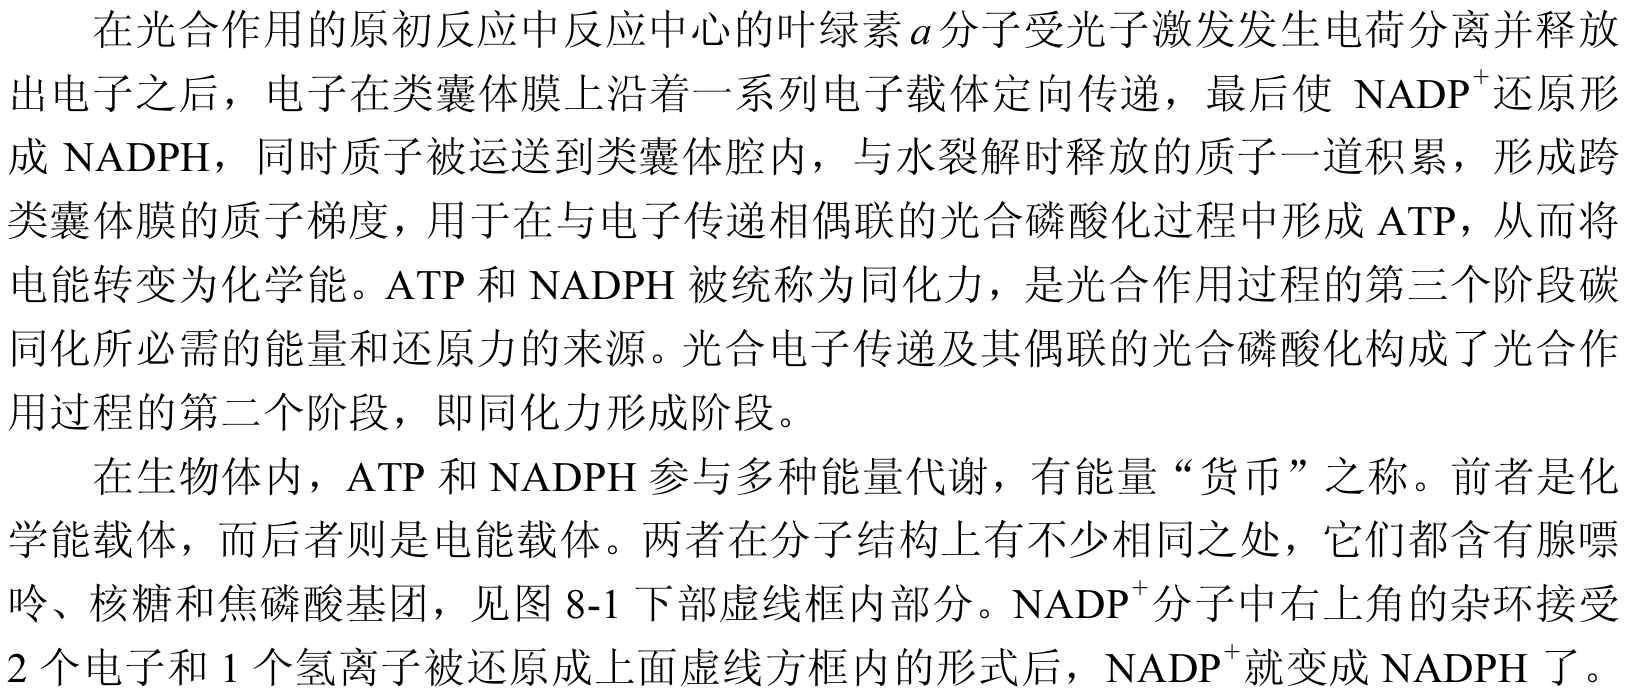 在光合作用的原初反应中反应中心的叶绿素 a 分子受光子激发发生电荷分离并释放
出电子之后，电子在类囊体膜上沿着一系列电子载体定向传递，最后使 NADP⁺还原形
成 NADPH，同时质子被运送到类囊体腔内，与水裂解时释放的质子一道积累，形成跨
类囊体膜的质子梯度，用于在与电子传递相偶联的光合磷酸化过程中形成 ATP，从而将
电能转变为化学能。ATP 和 NADPH 被统称为同化力，是光合作用过程的第三个阶段碳
同化所必需的能量和还原力的来源。光合电子传递及其偶联的光合磷酸化构成了光合作
用过程的第二个阶段，即同化力形成阶段。
在生物体内，ATP 和 NADPH 参与多种能量代谢，有能量“货币”之称。前者是化
学能载体，而后者则是电能载体。两者在分子结构上有不少相同之处，它们都含有腺嘌
呤、核糖和焦磷酸基团，见图 8-1 下部虚线框内部分。NADP⁺分子中右上角的杂环接受
2 个电子和 1 个氢离子被还原成上面虚线方框内的形式后，NADP⁺就变成 NADPH 了。